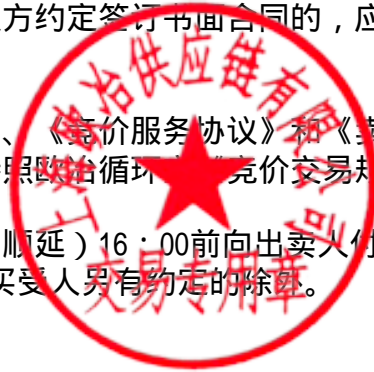 方约定签订书面合同的，应
、《竞价服务协议》和《卖
照欧冶循环《竞价交易规
顺延）16：00前向出卖人付
买受人另有约定的除外。
上海欧冶供应链有限公司
交易专用章